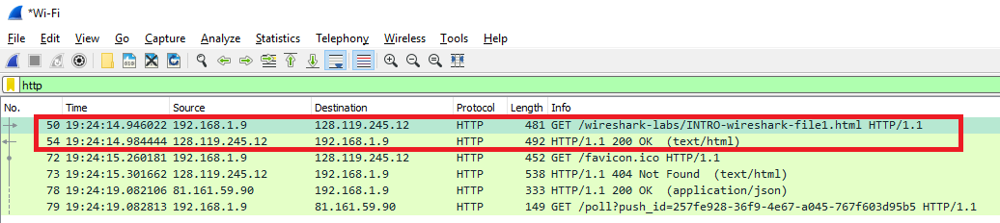 *Wi-Fi
File Edit View Go Capture Analyze Statistics Telephony Wireless Tools Help
http
No. Time Source Destination Protocol Length Info
50 19:24:14.946022 192.168.1.9 128.119.245.12 HTTP 481 GET /wireshark-labs/INTRO-wireshark-file1.html HTTP/1.1
54 19:24:14.984444 128.119.245.12 192.168.1.9 HTTP 492 HTTP/1.1 200 OK (text/html)
72 19:24:15.260181 192.168.1.9 128.119.245.12 HTTP 452 GET /favicon.ico HTTP/1.1
73 19:24:15.301662 128.119.245.12 192.168.1.9 HTTP 538 HTTP/1.1 404 Not Found (text/html)
78 19:24:19.082106 81.161.59.90 192.168.1.9 HTTP 333 HTTP/1.1 200 OK (application/json)
79 19:24:19.082813 192.168.1.9 81.161.59.90 HTTP 149 GET /poll?push_id=257fe928-36f9-4e67-a045-767f603d95b5 HTTP/1.1